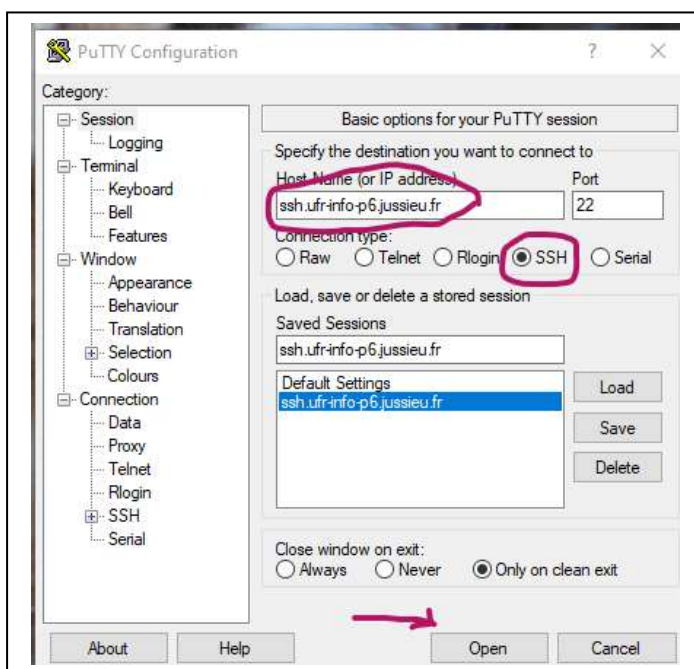 PuTTY Configuration ? ×
Category:
Session
Logging
Terminal
Keyboard
Bell
Features
Window
Appearance
Behaviour
Translation
Selection
Colours
Connection
Data
Proxy
Telnet
Rlogin
SSH
Serial
Basic options for your PuTTY session
Specify the destination you want to connect to
Host Name (or IP address) Port
ssh.ufr-info-p6.jussieu.fr 22
Connection type:
Raw Telnet Rlogin SSH Serial
Load, save or delete a stored session
Saved Sessions
ssh.ufr-info-p6.jussieu.fr
Default Settings Load
ssh.ufr-info-p6.jussieu.fr
Save
Delete
Close window on exit:
Always Never Only on clean exit
About Help Open Cancel